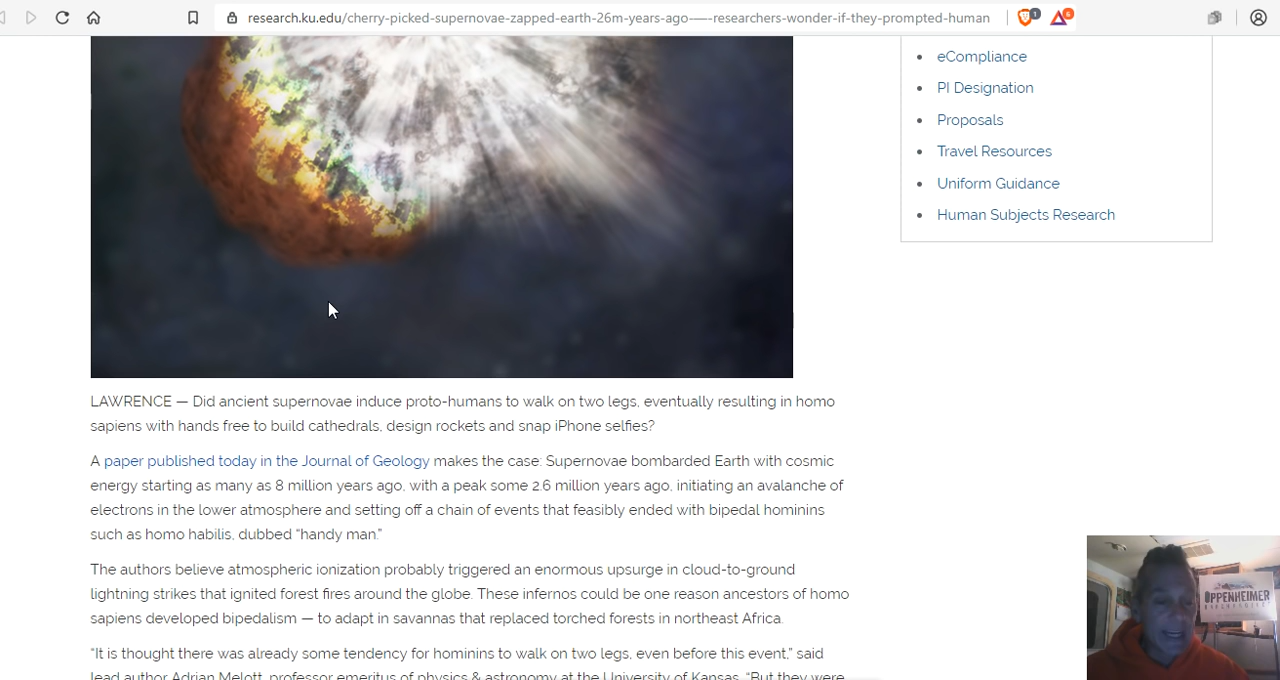 research.ku.edu/cherry-picked-supernovae-zapped-earth-26m-years-ago-—--researchers-wonder-if-they-prompted-human
1
6
eCompliance
PI Designation
Proposals
Travel Resources
Uniform Guidance
Human Subjects Research
LAWRENCE — Did ancient supernovae induce proto-humans to walk on two legs, eventually resulting in homo
sapiens with hands free to build cathedrals, design rockets and snap iPhone selfies?
A paper published today in the Journal of Geology makes the case: Supernovae bombarded Earth with cosmic
energy starting as many as 8 million years ago, with a peak some 2.6 million years ago, initiating an avalanche of
electrons in the lower atmosphere and setting off a chain of events that feasibly ended with bipedal hominins
such as homo habilis, dubbed “handy man.”
The authors believe atmospheric ionization probably triggered an enormous upsurge in cloud-to-ground
lightning strikes that ignited forest fires around the globe. These infernos could be one reason ancestors of homo
sapiens developed bipedalism — to adapt in savannas that replaced torched forests in northeast Africa.
“It is thought there was already some tendency for hominins to walk on two legs, even before this event,” said
lead author Adrian Melott, professor emeritus of physics & astronomy at the University of Kansas. “But they were
OPPENHEIMER